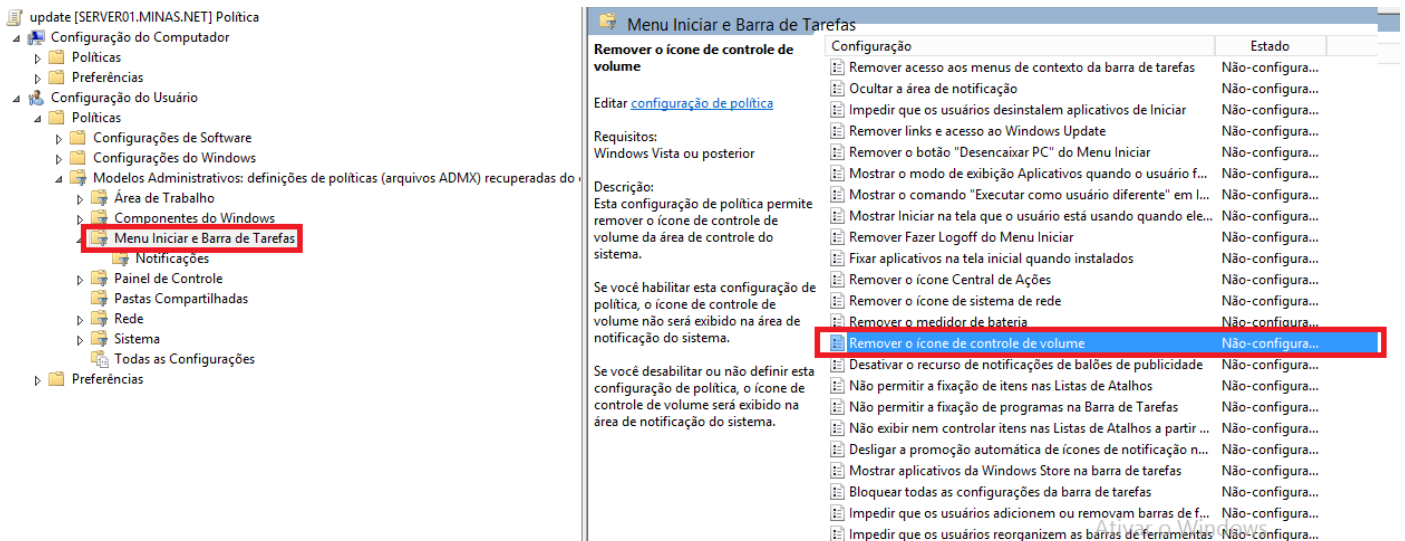 update [SERVER01.MINAS.NET] Política
Configuração do Computador
Políticas
Preferências
Configuração do Usuário
Políticas
Configurações de Software
Configurações do Windows
Modelos Administrativos: definições de políticas (arquivos ADMX) recuperadas do
Área de Trabalho
Componentes do Windows
Menu Iniciar e Barra de Tarefas
Notificações
Painel de Controle
Pastas Compartilhadas
Rede
Sistema
Todas as Configurações
Preferências
Menu Iniciar e Barra de Tarefas
Remover o ícone de controle de
volume
Editar configuração de política
Requisitos:
Windows Vista ou posterior
Descrição:
Esta configuração de política permite
remover o ícone de controle de
volume da área de controle do
sistema.
Se você habilitar esta configuração de
política, o ícone de controle de
volume não será exibido na área de
notificação do sistema.
Se você desabilitar ou não definir esta
configuração de política, o ícone de
controle de volume será exibido na
área de notificação do sistema.
Configuração Estado
Remover acesso aos menus de contexto da barra de tarefas Não-configura...
Ocultar a área de notificação Não-configura...
Impedir que os usuários desinstalem aplicativos de Iniciar Não-configura...
Remover links e acesso ao Windows Update Não-configura...
Remover o botão "Desencaixar PC" do Menu Iniciar Não-configura...
Mostrar o modo de exibição Aplicativos quando o usuário f... Não-configura...
Mostrar o comando "Executar como usuário diferente" em I... Não-configura...
Mostrar Iniciar na tela que o usuário está usando quando ele... Não-configura...
Remover Fazer Logoff do Menu Iniciar Não-configura...
Fixar aplicativos na tela inicial quando instalados Não-configura...
Remover o ícone Central de Ações Não-configura...
Remover o ícone de sistema de rede Não-configura...
Remover o medidor de bateria Não-configura...
Remover o ícone de controle de volume Não-configura...
Desativar o recurso de notificações de balões de publicidade Não-configura...
Não permitir a fixação de itens nas Listas de Atalhos Não-configura...
Não permitir a fixação de programas na Barra de Tarefas Não-configura...
Não exibir nem controlar itens nas Listas de Atalhos a partir ... Não-configura...
Desligar a promoção automática de ícones de notificação n... Não-configura...
Mostrar aplicativos da Windows Store na barra de tarefas Não-configura...
Bloquear todas as configurações da barra de tarefas Não-configura...
Impedir que os usuários adicionem ou removam barras de f... Não-configura...
Impedir que os usuários reorganizem as barras de ferramentas Não-configura...
Ativar o Windows